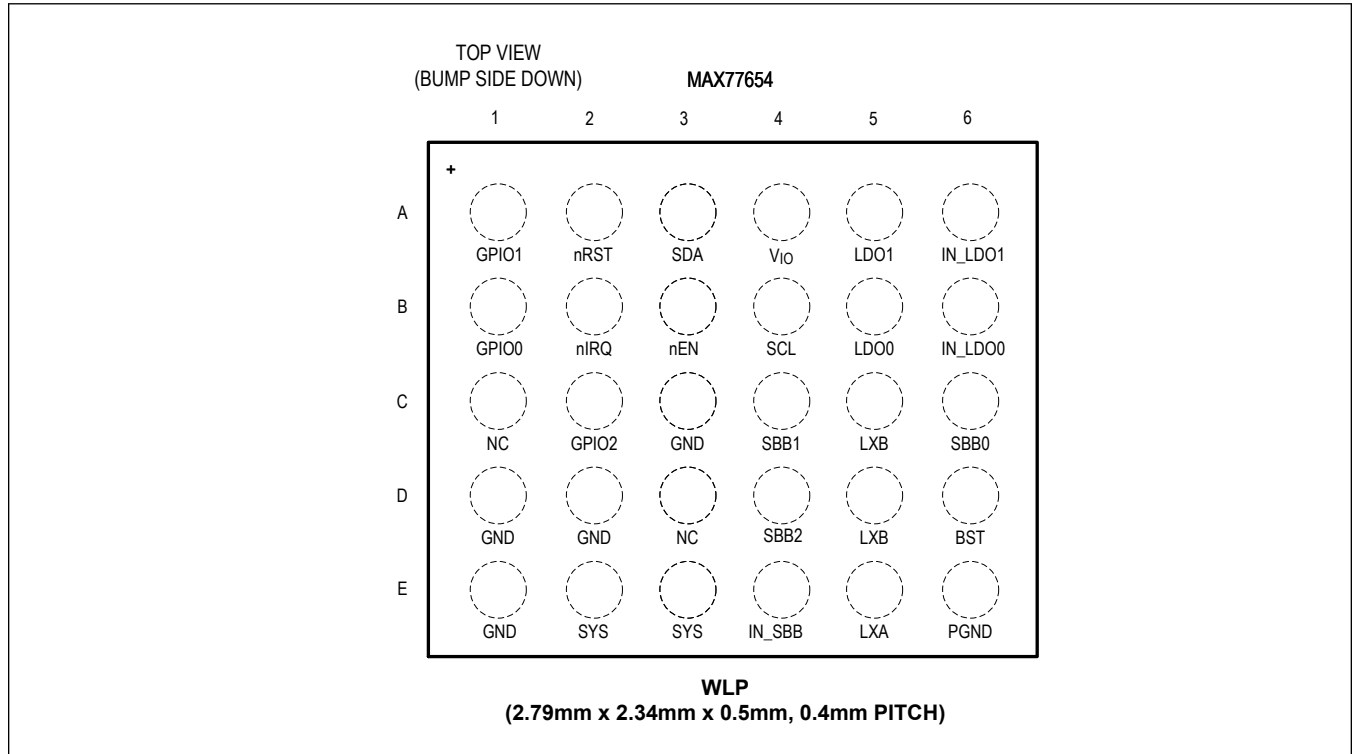 TOP VIEW
(BUMP SIDE DOWN)
MAX77654
1 2 3 4 5 6
+
A
GPIO1 nRST SDA VIO LDO1 IN_LDO1
B
GPIO0 nIRQ nEN SCL LDO0 IN_LDO0
C
NC GPIO2 GND SBB1 LXB SBB0
D
GND GND NC SBB2 LXB BST
E
GND SYS SYS IN_SBB LXA PGND
WLP
(2.79mm x 2.34mm x 0.5mm, 0.4mm PITCH)